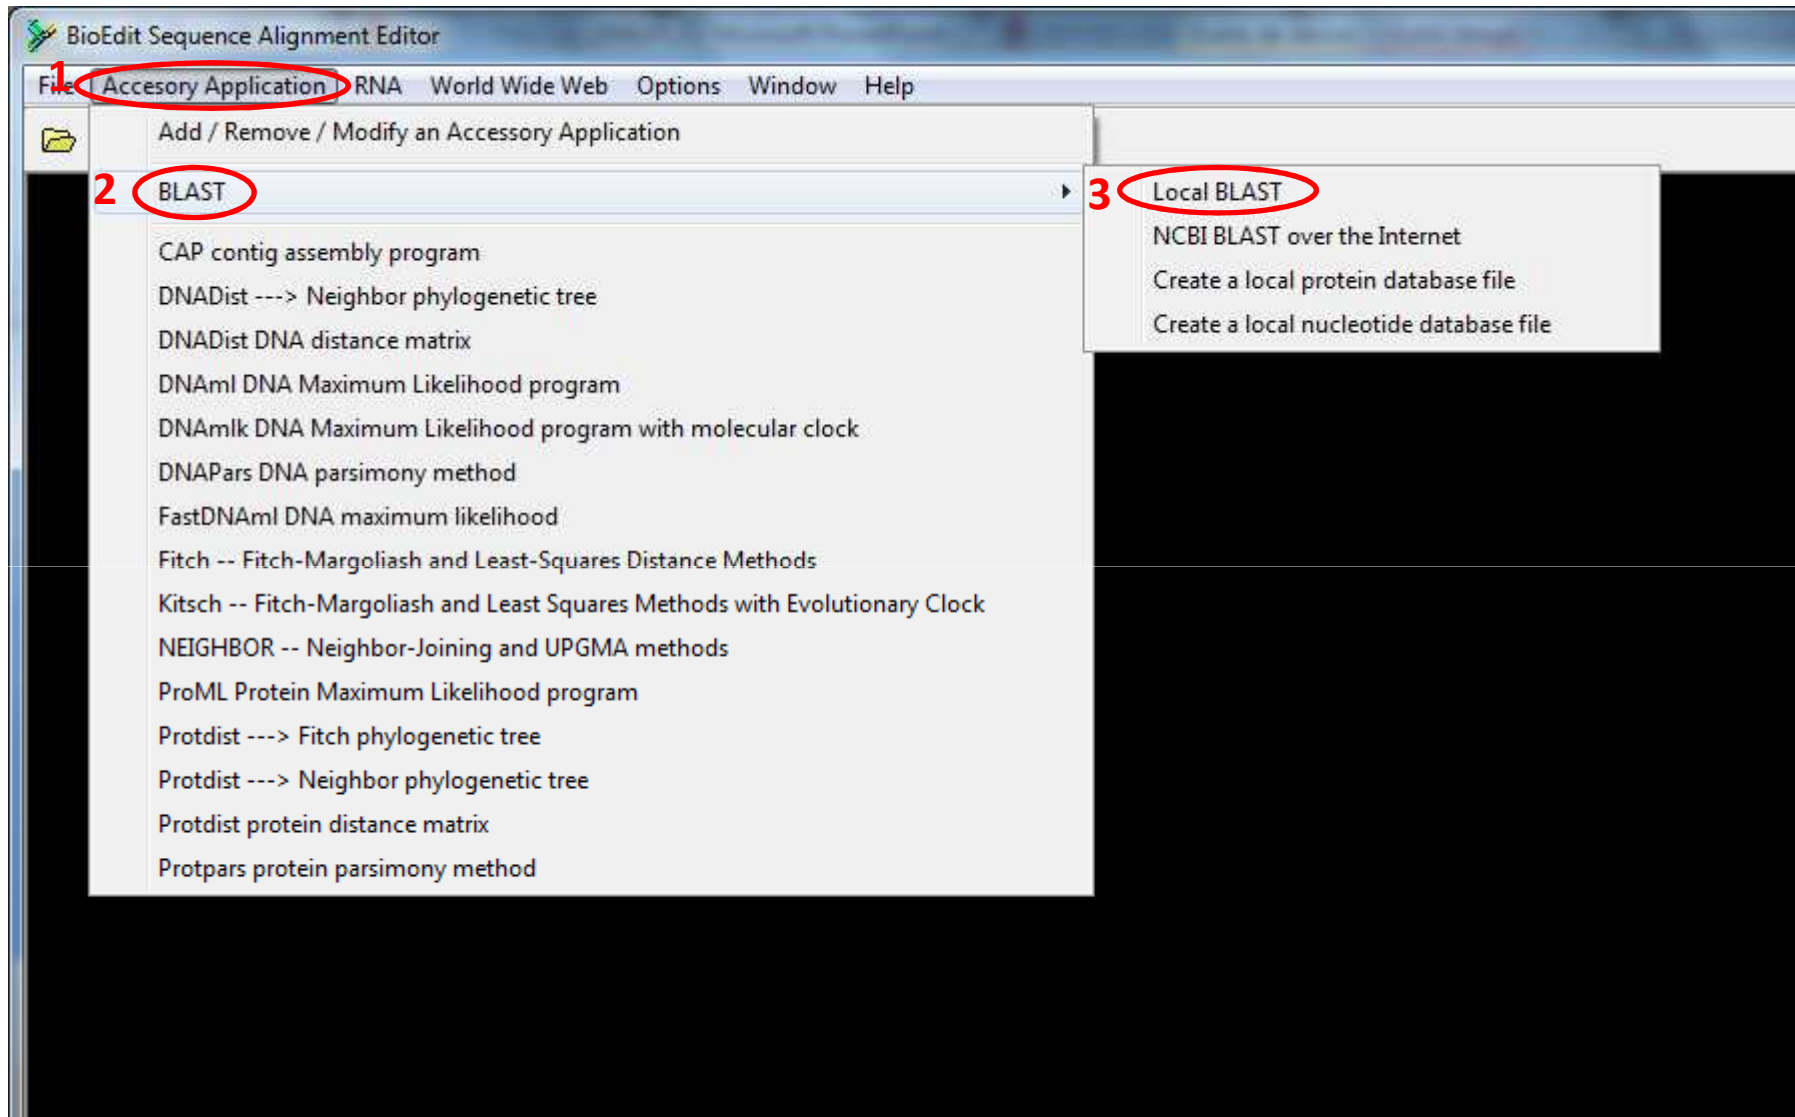 BioEdit Sequence Alignment Editor
File 1 Accesory Application RNA World Wide Web Options Window Help
Add / Remove / Modify an Accessory Application
2 BLAST
3 Local BLAST
NCBI BLAST over the Internet
Create a local protein database file
Create a local nucleotide database file
CAP contig assembly program
DNADist ---> Neighbor phylogenetic tree
DNADist DNA distance matrix
DNAml DNA Maximum Likelihood program
DNAmlk DNA Maximum Likelihood program with molecular clock
DNAPars DNA parsimony method
FastDNAml DNA maximum likelihood
Fitch -- Fitch-Margoliash and Least-Squares Distance Methods
Kitsch -- Fitch-Margoliash and Least Squares Methods with Evolutionary Clock
NEIGHBOR -- Neighbor-Joining and UPGMA methods
ProML Protein Maximum Likelihood program
Protdist ---> Fitch phylogenetic tree
Protdist ---> Neighbor phylogenetic tree
Protdist protein distance matrix
Protpars protein parsimony method